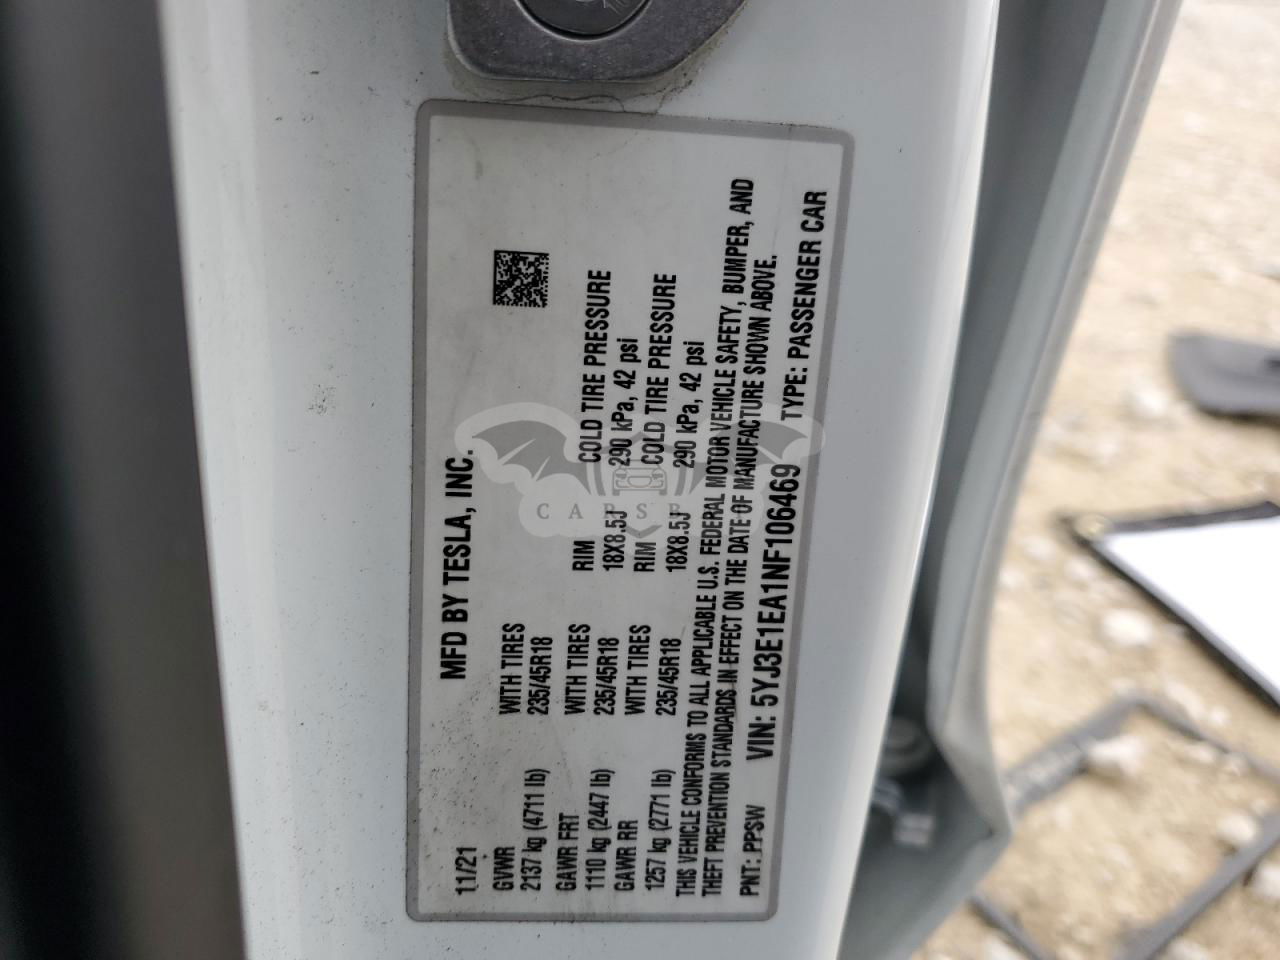 11/21 MFD BY TESLA, INC.
GVWR WITH TIRES
2137 kg (4711 lb) 235/45R18
GAWR FRT WITH TIRES RIM COLD TIRE PRESSURE
1110 kg (2447 lb) 235/45R18 18X8.5J 290 kPa, 42 psi
GAWR RR WITH TIRES RIM COLD TIRE PRESSURE
1257 kg (2771 lb) 235/45R18 18X8.5J 290 kPa, 42 psi
THIS VEHICLE CONFORMS TO ALL APPLICABLE U.S. FEDERAL MOTOR VEHICLE SAFETY, BUMPER, AND
THEFT PREVENTION STANDARDS IN EFFECT ON THE DATE OF MANUFACTURE SHOWN ABOVE.
PNT: PPSW VIN: 5YJ3E1EA1NF106469 TYPE: PASSENGER CAR